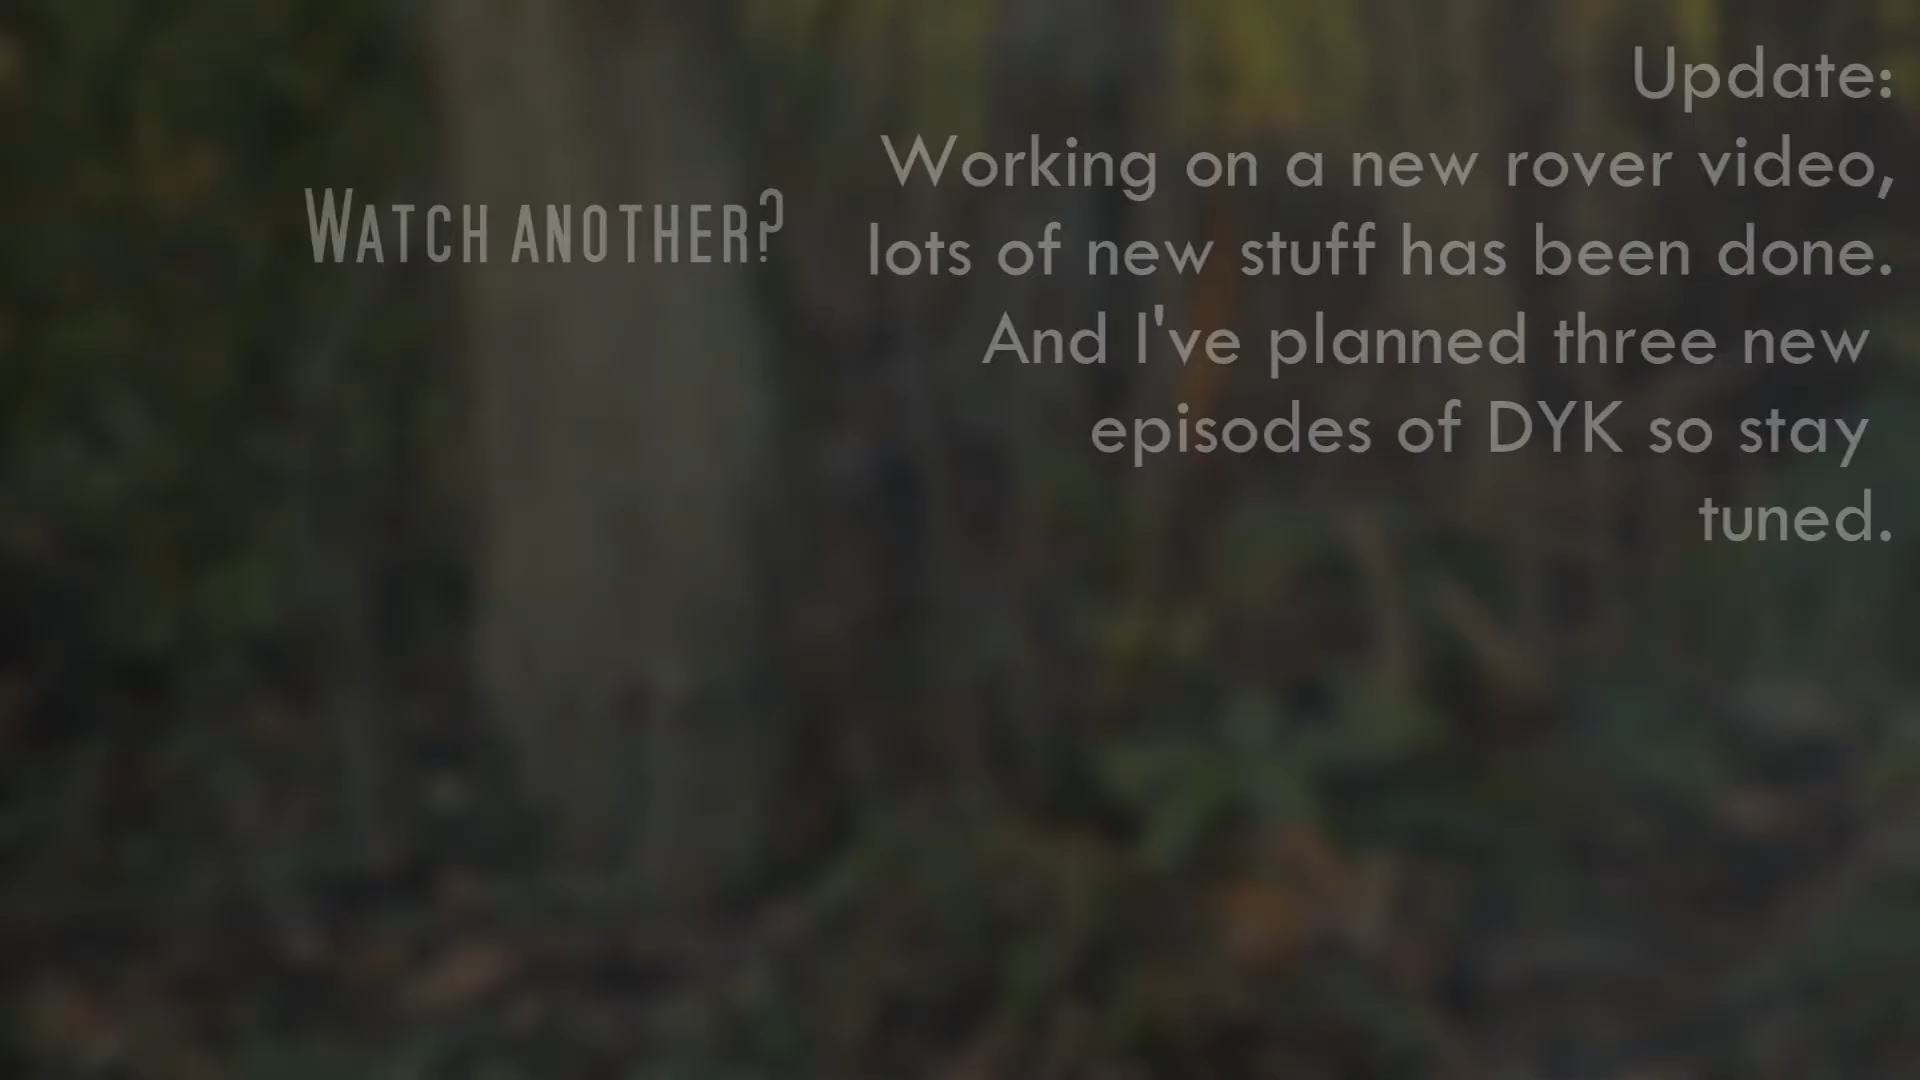 Watch another?
Update:
Working on a new rover video,
lots of new stuff has been done.
And I've planned three new
episodes of DYK so stay
tuned.